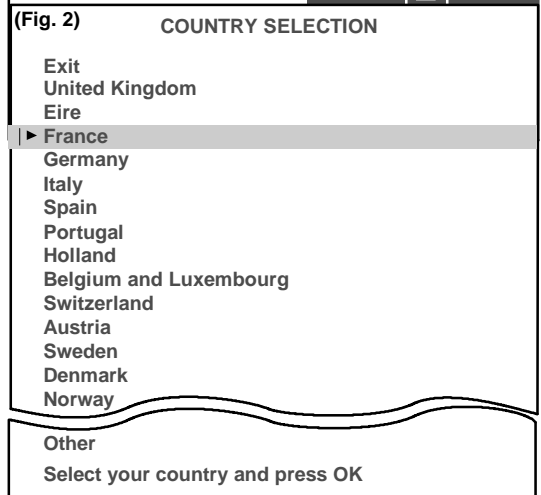 (Fig. 2)
COUNTRY SELECTION
Exit
United Kingdom
Eire
France
Germany
Italy
Spain
Portugal
Holland
Belgium and Luxembourg
Switzerland
Austria
Sweden
Denmark
Norway
Other
Select your country and press OK